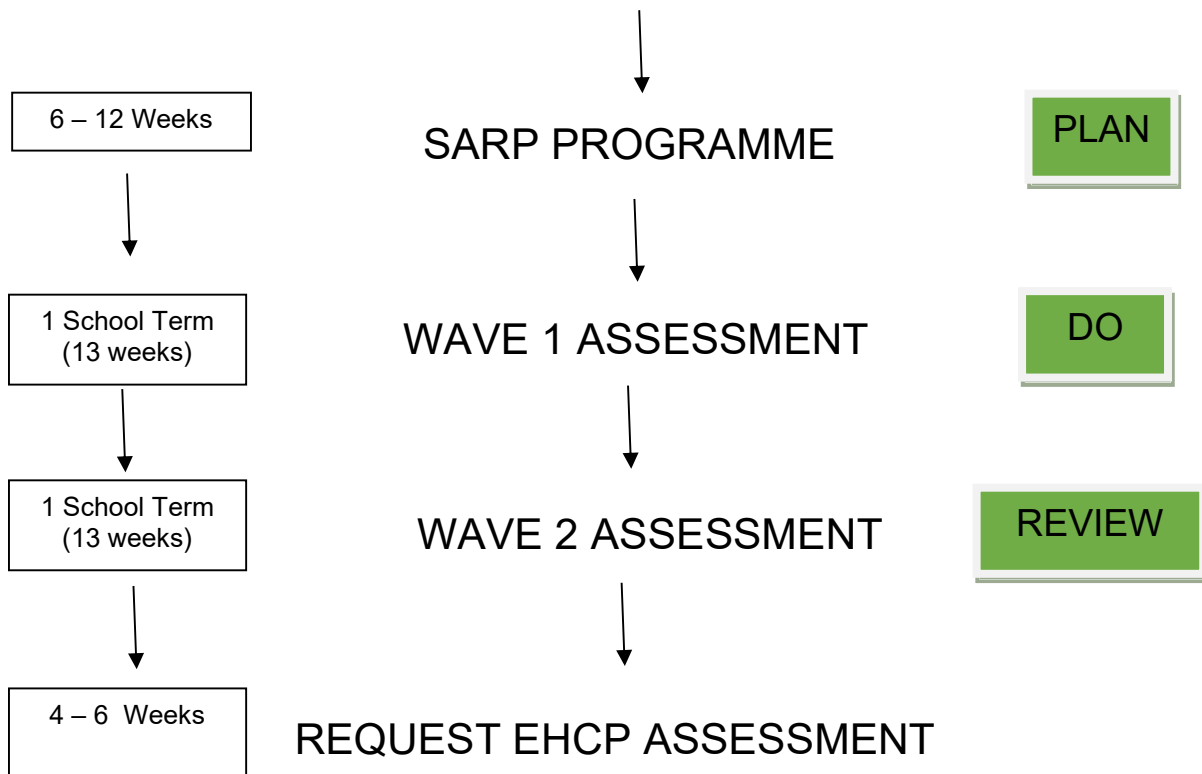 6 – 12 Weeks
SARP PROGRAMME
PLAN
1 School Term
(13 weeks)
WAVE 1 ASSESSMENT
DO
1 School Term
(13 weeks)
WAVE 2 ASSESSMENT
REVIEW
4 – 6 Weeks
REQUEST EHCP ASSESSMENT